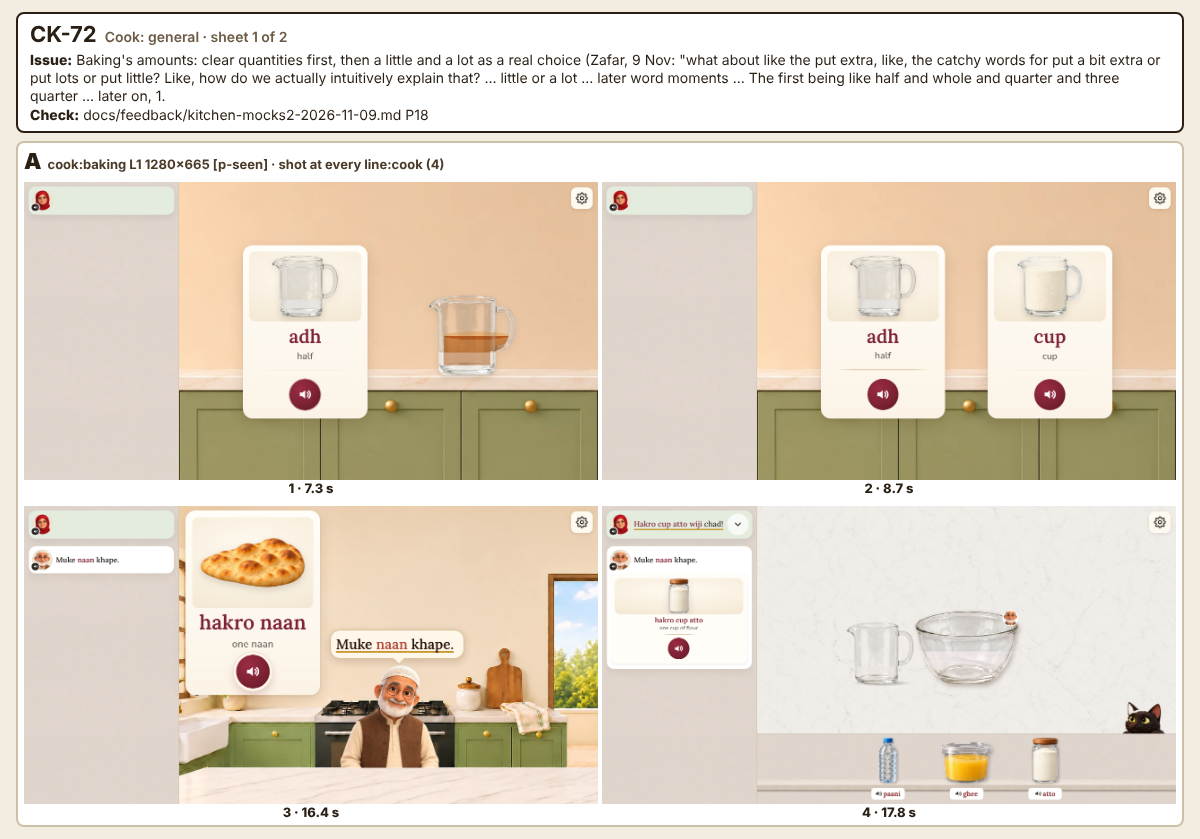 CK-72 Cook: general · sheet 1 of 2
Issue: Baking's amounts: clear quantities first, then a little and a lot as a real choice (Zafar, 9 Nov: "what about like the put extra, like, the catchy words for put a bit extra or
put lots or put little? Like, how do we actually intuitively explain that? ... little or a lot ... later word moments ... The first being like half and whole and quarter and three
quarter ... later on, 1.
Check: docs/feedback/kitchen-mocks2-2026-11-09.md P18
A cook:baking L1 1280×665 [p-seen] · shot at every line:cook (4)
adh
half
1 · 7.3 s
adh
half
cup
cup
2 · 8.7 s
Muke naan khape.
hakro naan
one naan
Muke naan khape.
3 · 16.4 s
Hakro cup atto wiji chad!
Muke naan khape.
hakro cup atto
one cup of flour
paani
ghee
atto
4 · 17.8 s